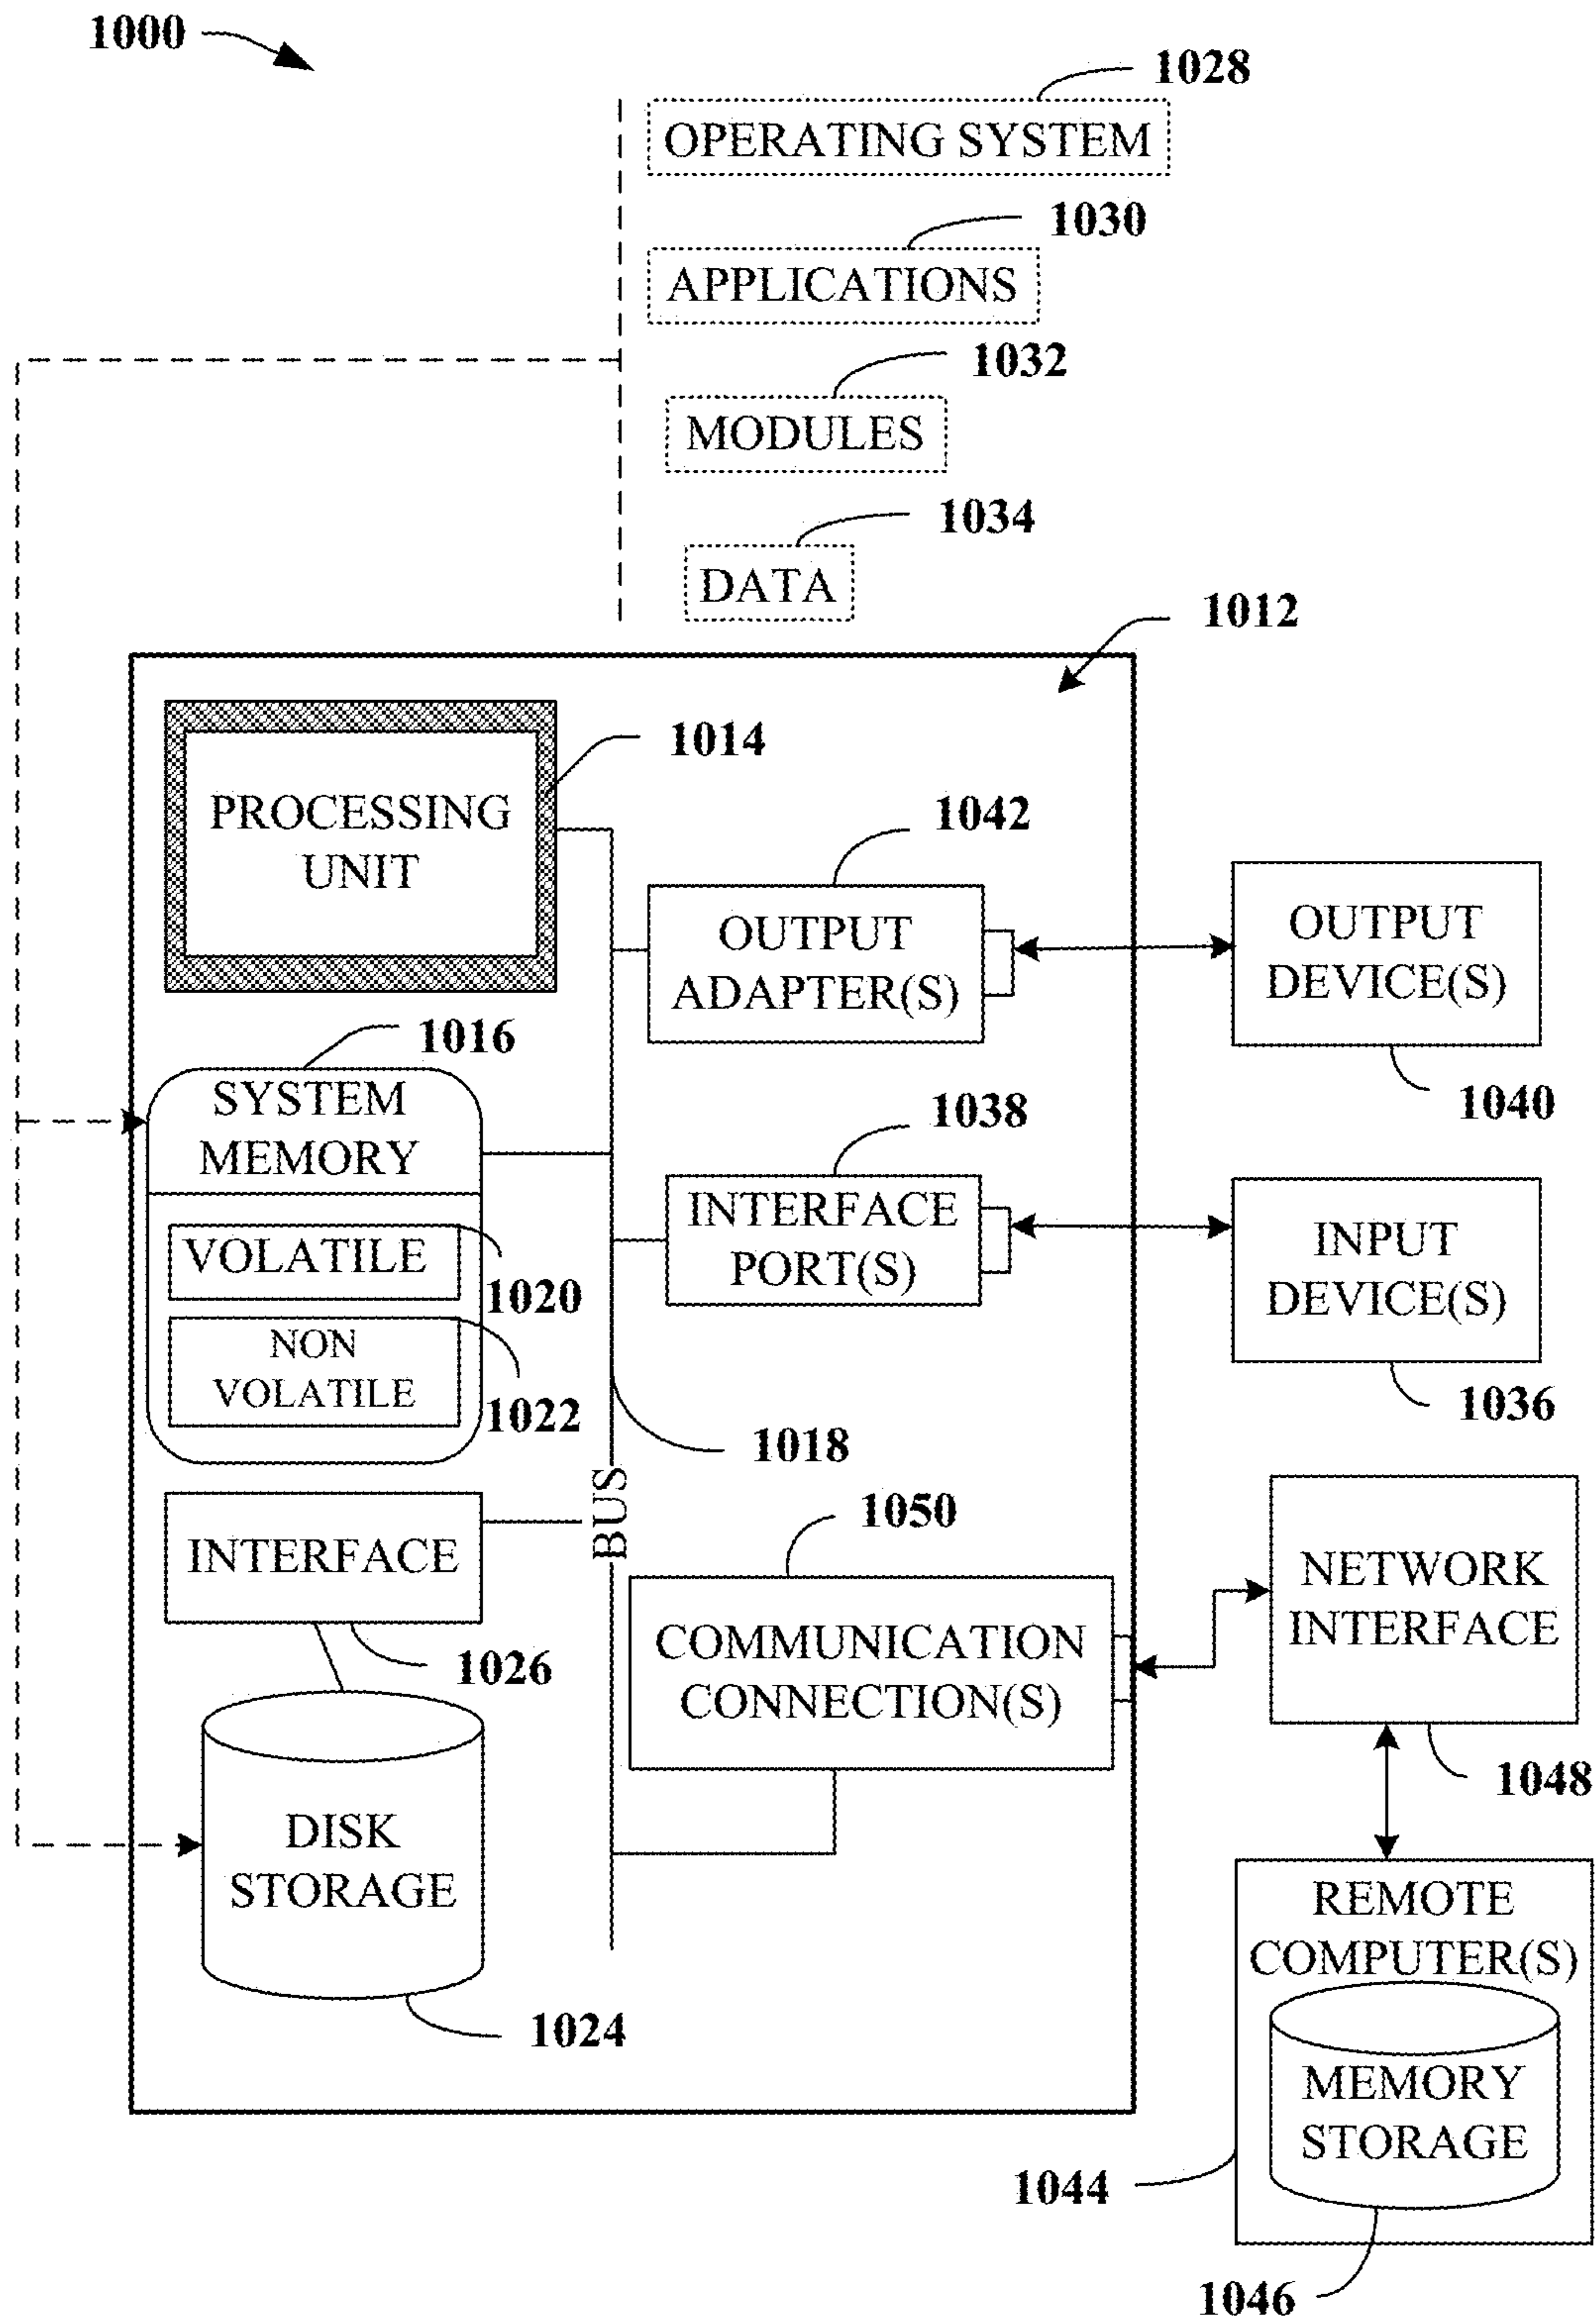 1000
1028
OPERATING SYSTEM
1030
APPLICATIONS
1032
MODULES
1034
DATA
1012
1014
PROCESSING
UNIT
1042
OUTPUT
ADAPTER(S)
OUTPUT
DEVICE(S)
1040
1016
SYSTEM
MEMORY
VOLATILE
1020
NON
VOLATILE
1022
1038
INTERFACE
PORT(S)
INPUT
DEVICE(S)
1036
1018
BUS
INTERFACE
1026
1050
COMMUNICATION
CONNECTION(S)
NETWORK
INTERFACE
1048
DISK
STORAGE
1024
REMOTE
COMPUTER(S)
MEMORY
STORAGE
1044
1046